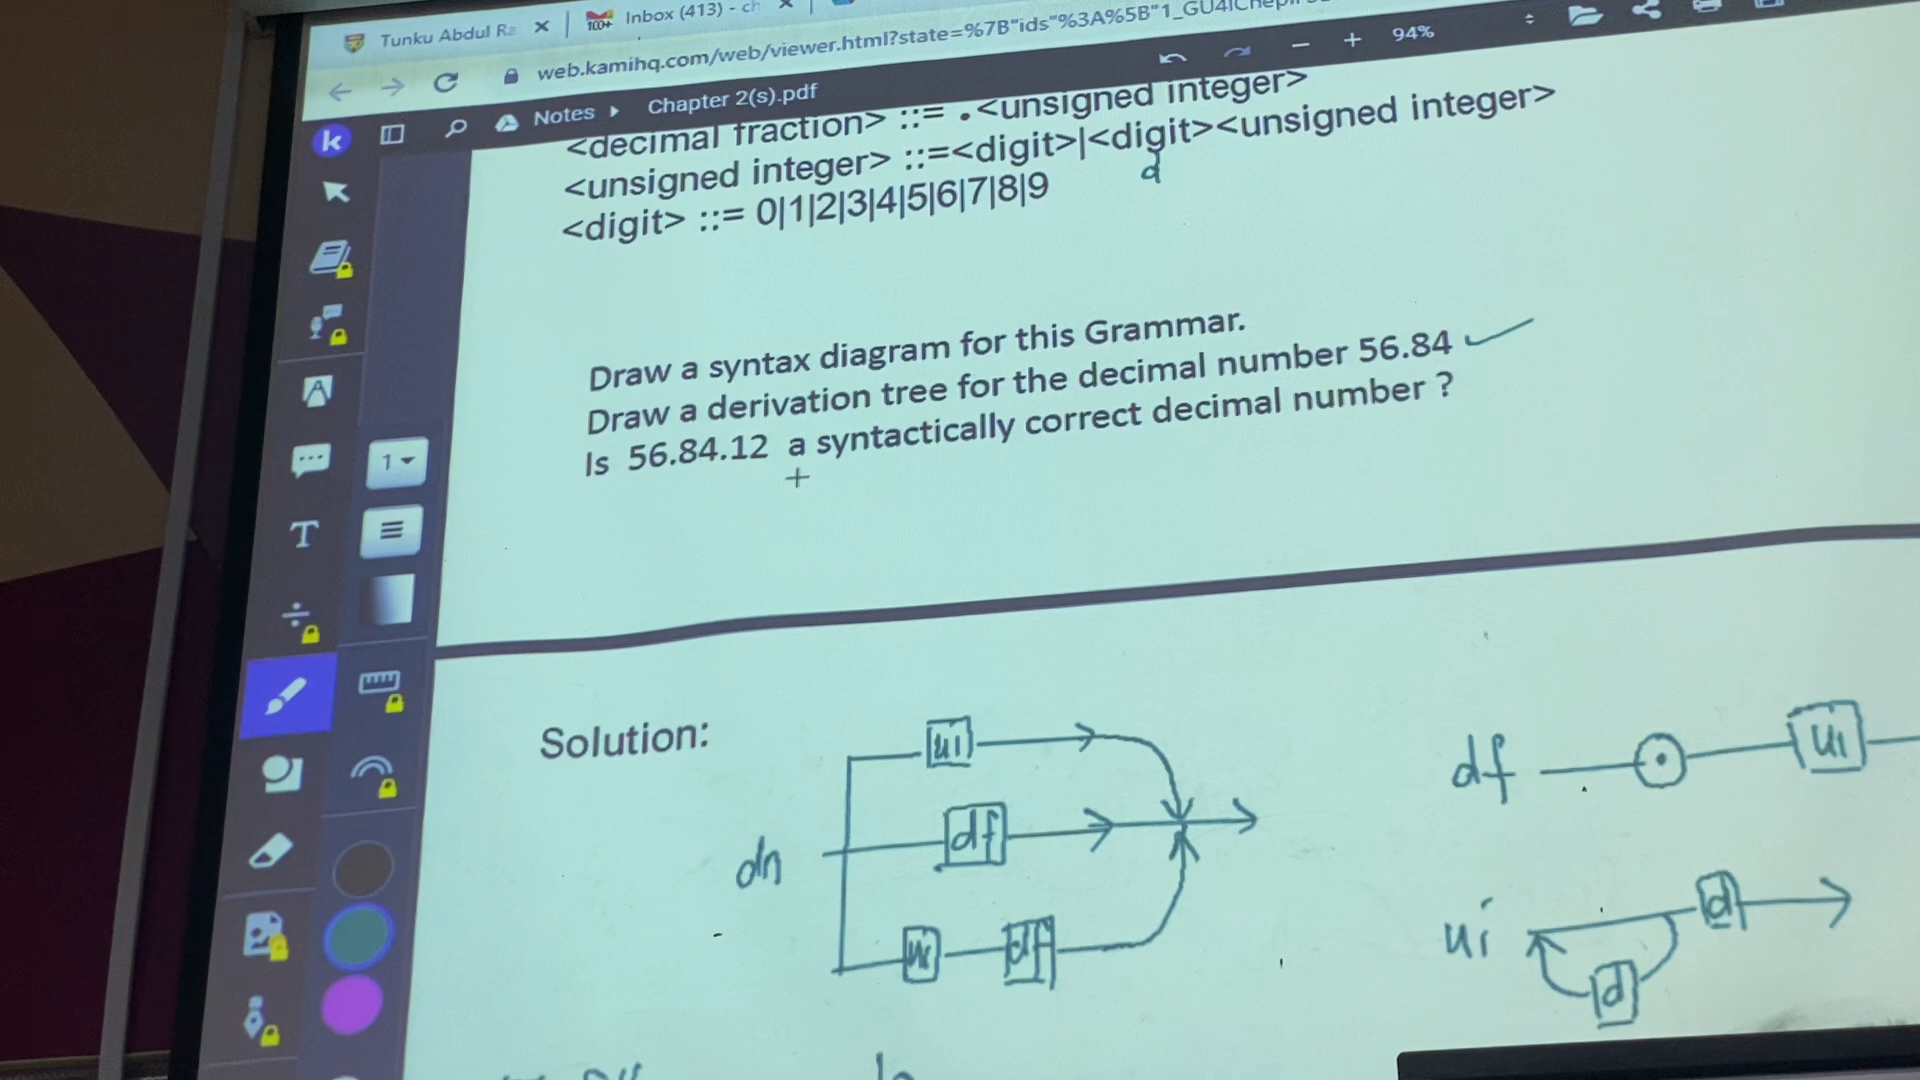 Tunku Abdul Ra
Inbox (413) - ch
web.kamihq.com/web/viewer.html?state=%7B"ids"%3A%5B"1_GU4IChepir
Notes
Chapter 2(s).pdf
94%
<decimal fraction> ::= .<unsigned integer>
<unsigned integer> ::=<digit>|<digit><unsigned integer>
d
<digit> ::= 0|1|2|3|4|5|6|7|8|9
Draw a syntax diagram for this Grammar.
Draw a derivation tree for the decimal number 56.84
Is 56.84.12 a syntactically correct decimal number ?
1
Solution:
dn
ui
df
ui df
df . ui
ui d
d